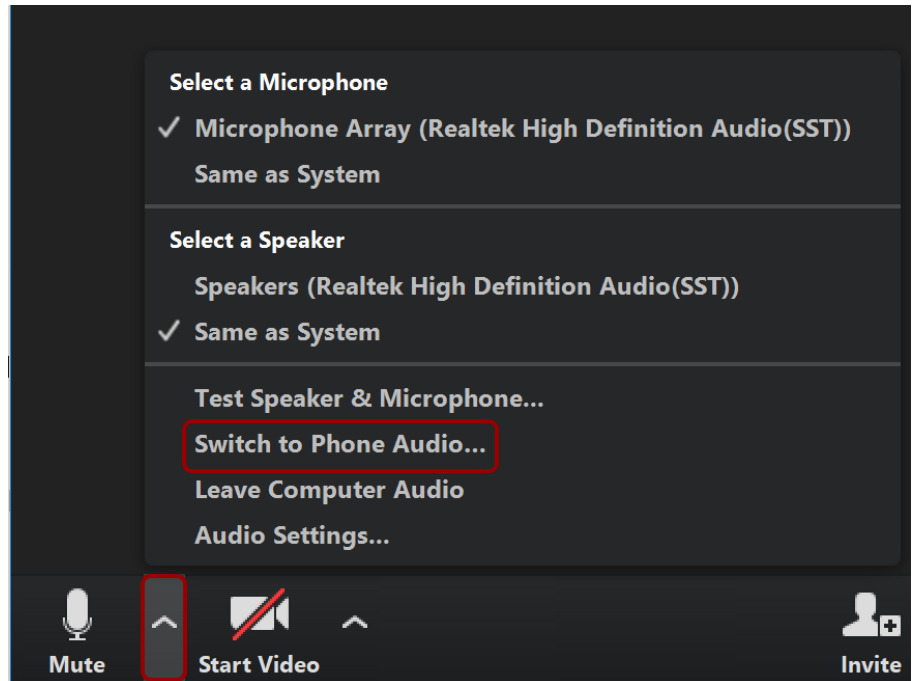 Select a Microphone
Microphone Array (Realtek High Definition Audio(SST))
Same as System
Select a Speaker
Speakers (Realtek High Definition Audio(SST))
Same as System
Test Speaker & Microphone...
Switch to Phone Audio...
Leave Computer Audio
Audio Settings...
Mute
Start Video
Invite